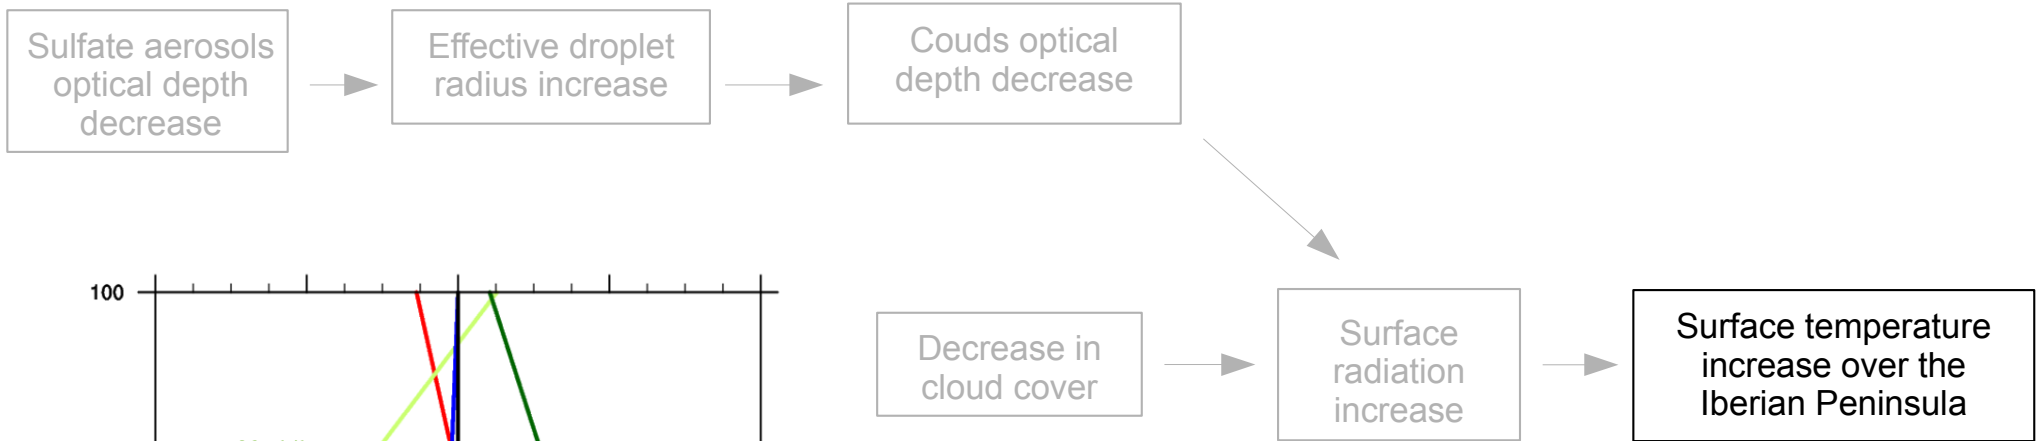 Sulfate aerosols
optical depth
decrease
Effective droplet
radius increase
Couds optical
depth decrease
100
Decrease in
cloud cover
Surface
radiation
increase
Surface temperature
increase over the
Iberian Peninsula